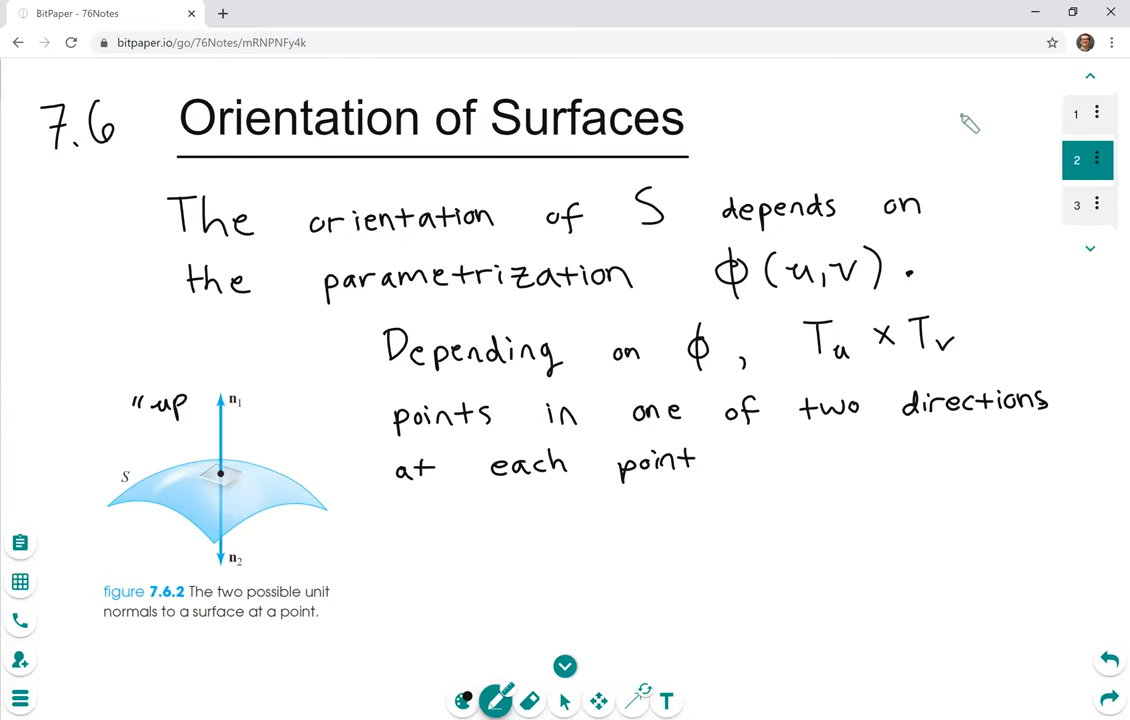 BitPaper - 76Notes
bitpaper.io/go/76Notes/mRNPNFy4k
7.6 Orientation of Surfaces
The orientation of S depends on
the parametrization Φ(u,v).
Depending on Φ, Tu × Tv
points in one of two directions
at each point
"up
n1
S
n2
figure 7.6.2 The two possible unit
normals to a surface at a point.
1
2
3
T